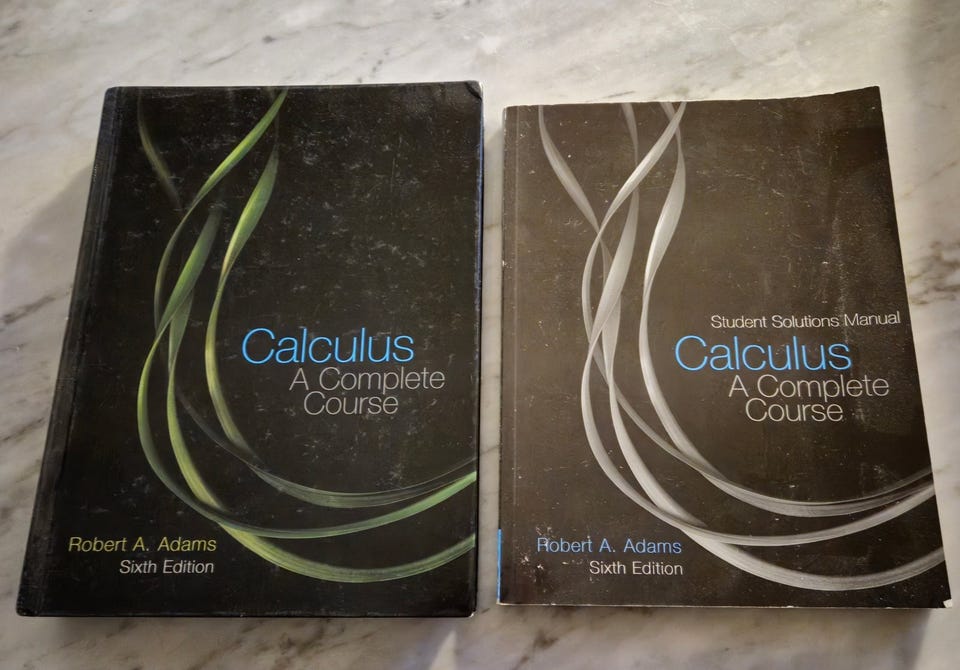 Calculus
A Complete
Course
Robert A. Adams
Sixth Edition
Student Solutions Manual
Calculus
A Complete
Course
Robert A. Adams
Sixth Edition